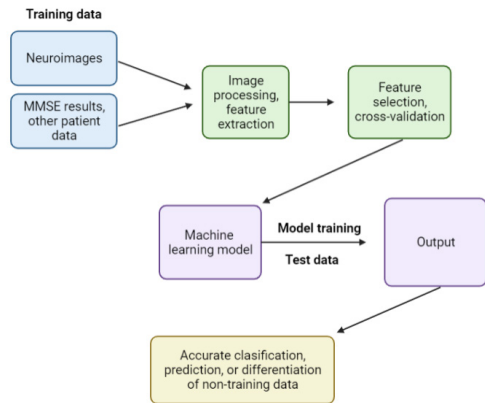 Training data
Neuroimages
MMSE results,
other patient
data
Image
processing,
feature
extraction
Feature
selection,
cross-validation
Machine
learning model
Model training
Test data
Output
Accurate clasification,
prediction, or differentiation
of non-training data